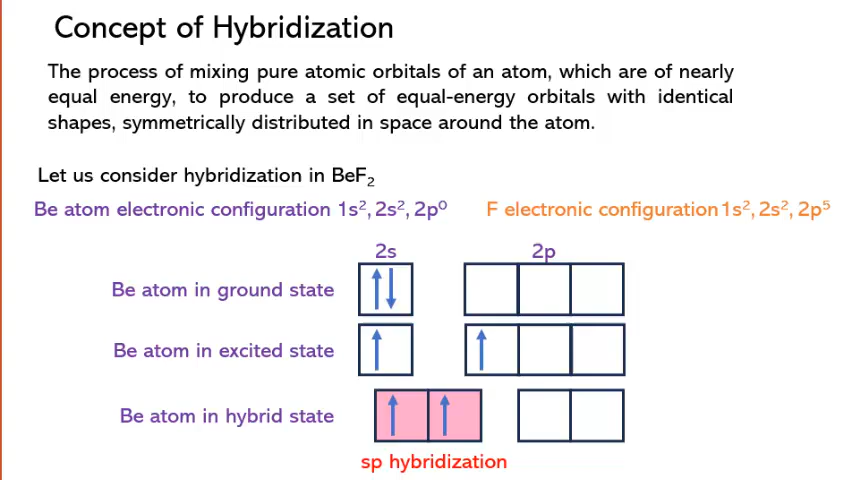 Concept of Hybridization
The process of mixing pure atomic orbitals of an atom, which are of nearly
equal energy, to produce a set of equal-energy orbitals with identical
shapes, symmetrically distributed in space around the atom.
Let us consider hybridization in BeF₂
Be atom electronic configuration 1s², 2s², 2p⁰
F electronic configuration 1s², 2s², 2p⁵
2s 2p
Be atom in ground state
Be atom in excited state
Be atom in hybrid state
sp hybridization